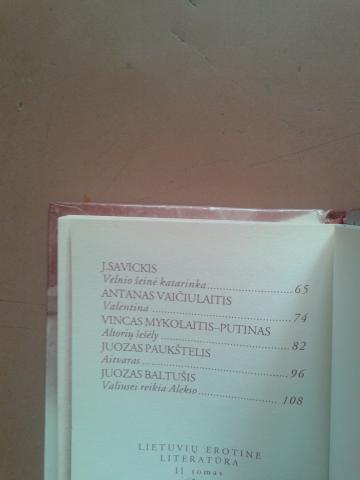 J.SAVICKIS
Velnio šeinė katarinka......................65
ANTANAS VAIČIULAITIS
Valentina ......................................74
VINCAS MYKOLAITIS–PUTINAS
Altorių šešėly ................................82
JUOZAS PAUKŠTELIS
Aitvaras ........................................96
JUOZAS BALTUŠIS
Valiusei reikia Alekso....................108
LIETUVIŲ EROTINĖ
LITERATŪRA
II tomas